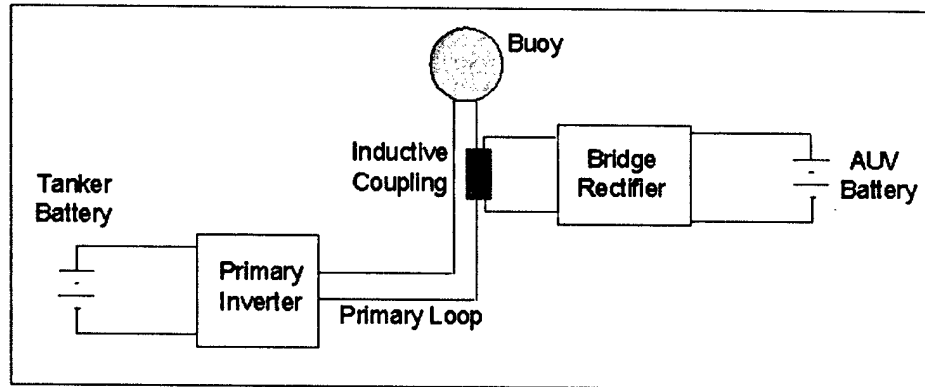 Buoy
Inductive
Coupling
Bridge
Rectifier
AUV
Battery
Tanker
Battery
Primary
Inverter
Primary Loop